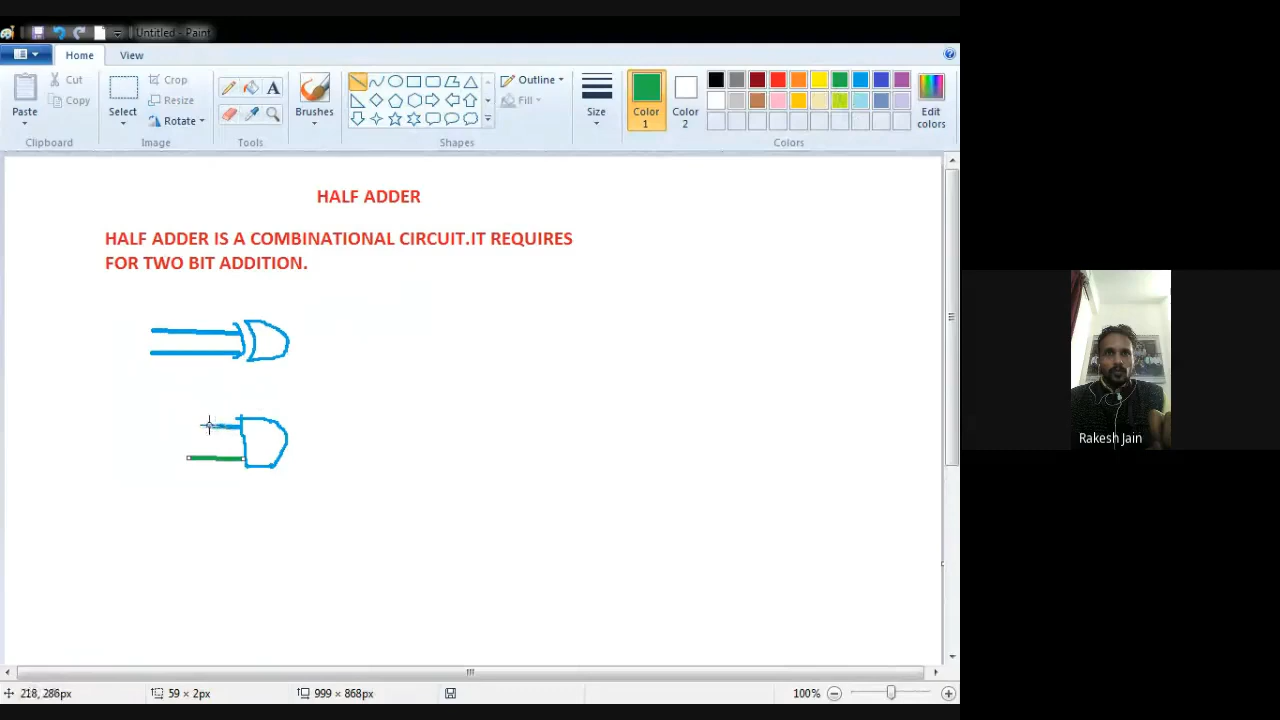 Untitled - Paint
Home View
Cut
Copy
Paste
Clipboard
Crop
Resize
Rotate
Select
Image
Tools
Brushes
Outline
Fill
Shapes
Size
Color
1
Color
2
Edit
colors
Colors
HALF ADDER
HALF ADDER IS A COMBINATIONAL CIRCUIT.IT REQUIRES
FOR TWO BIT ADDITION.
Rakesh Jain
218, 286px 59 × 2px 999 × 868px 100%